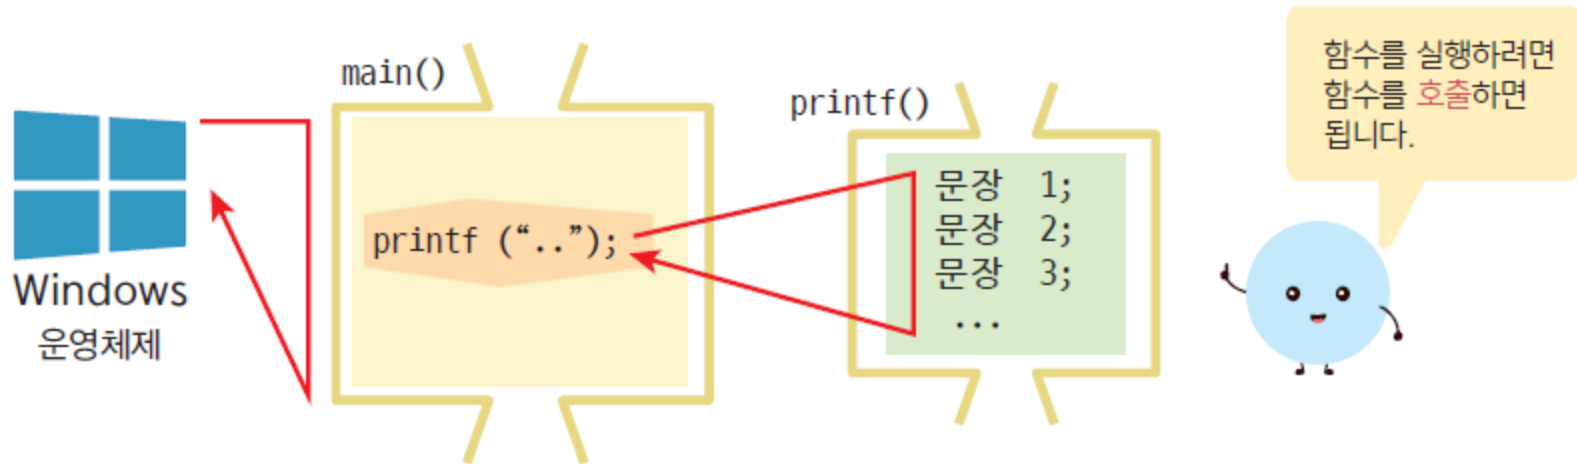 Windows
운영체제
main()
printf (“..”);
printf()
문장 1;
문장 2;
문장 3;
...
함수를 실행하려면
함수를 호출하면
됩니다.